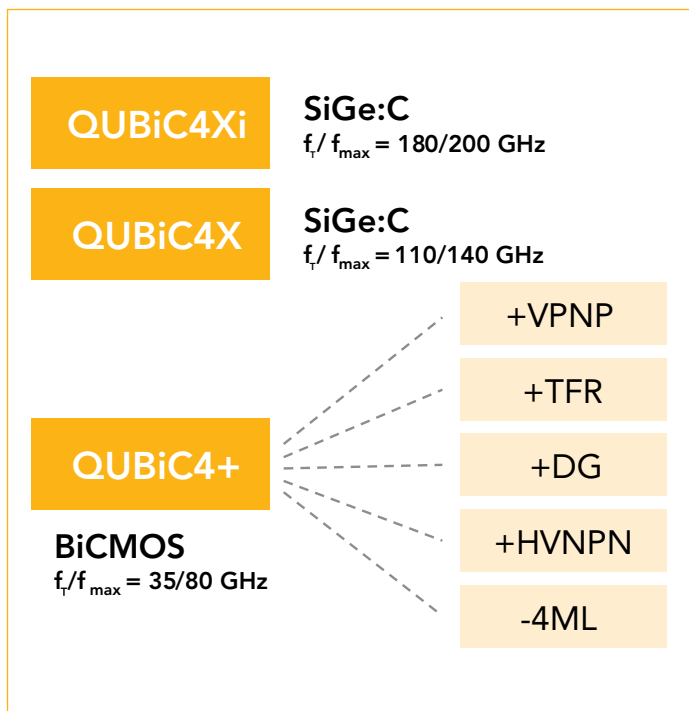 QUBiC4Xi
SiGe:C
fT/ fmax = 180/200 GHz
QUBiC4X
SiGe:C
fT/ fmax = 110/140 GHz
+VPNP
+TFR
QUBiC4+
+DG
BiCMOS
fT/f max = 35/80 GHz
+HVNPN
-4ML